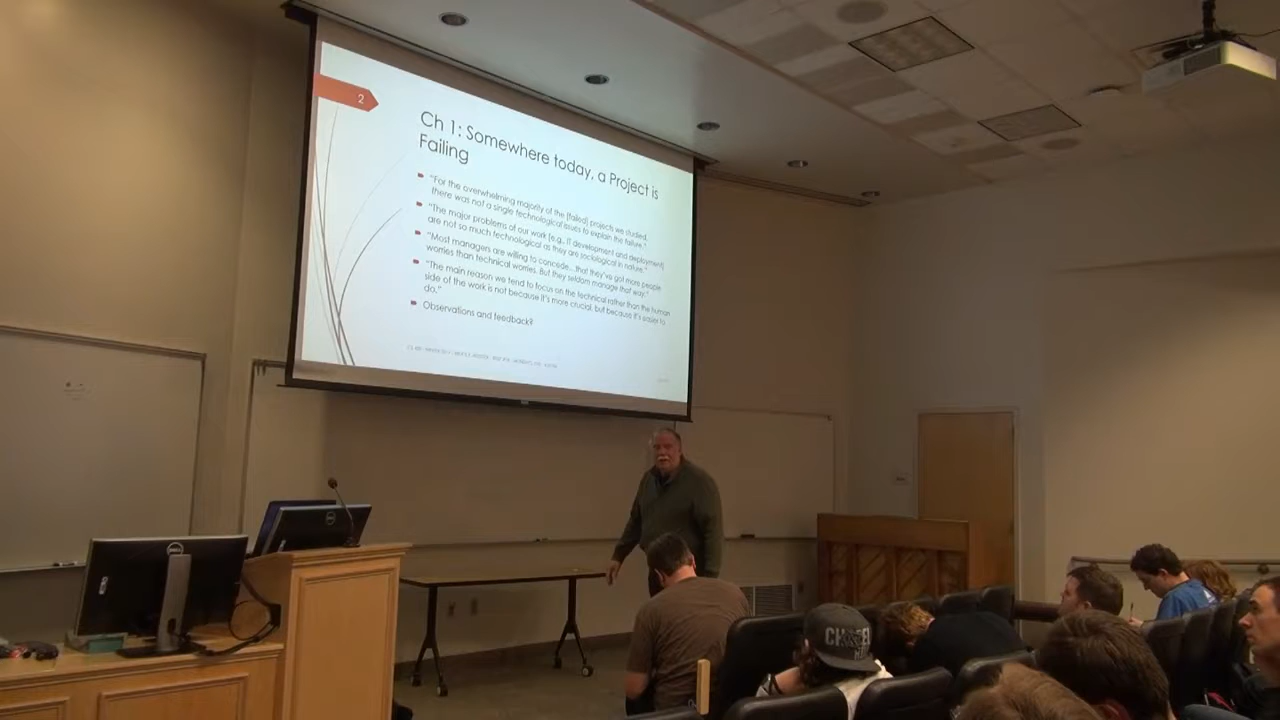 2
Ch 1: Somewhere today, a Project is
Failing
"For the overwhelming majority of the [failed] projects we studied,
there was not a single technological issues to explain the failure."
"The major problems of our work [e.g., IT development and deployment]
are not so much technological as they are sociological in nature."
"Most managers are willing to concede...that they've got more people
worries than technical worries. But they seldom manage that way."
"The main reason we tend to focus on the technical rather than the human
side of the work is not because it's more crucial, but because it's easier to
do."
Observations and feedback?
DELL
DELL